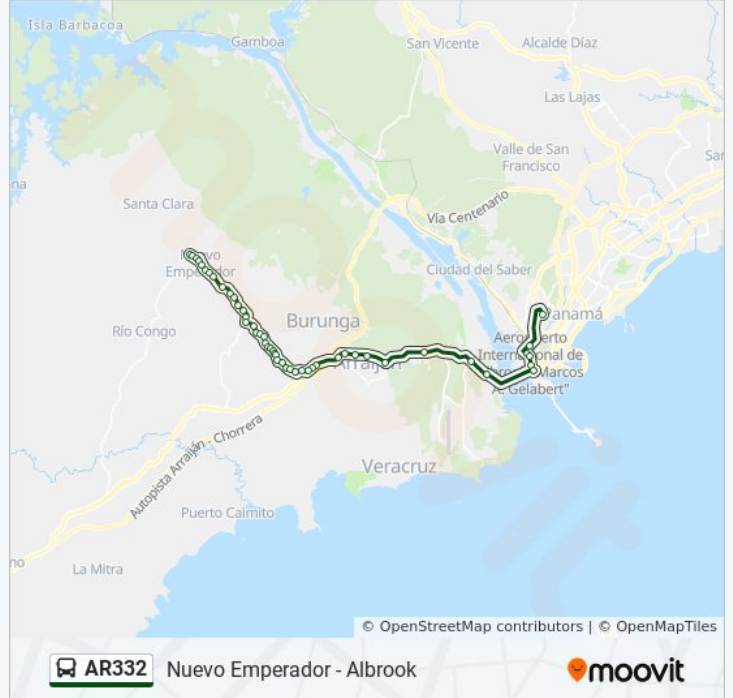 Isla Barbacoa
Gamboa
San Vicente
Alcalde Díaz
Las Lajas
Valle de San
Francisco
San
na
Santa Clara
Vía Centenario
Nuevo
Emperador
Ciudad del Saber
Río Congo
Burunga
Panamá
Aeropuerto
Internacional de
Arraiján
Marcos
A. Gelabert"
Autopista Arraiján - Chorrera
Veracruz
Puerto Caimito
no
La Mitra
© OpenStreetMap contributors | © OpenMapTiles
AR332
Nuevo Emperador - Albrook
moovit